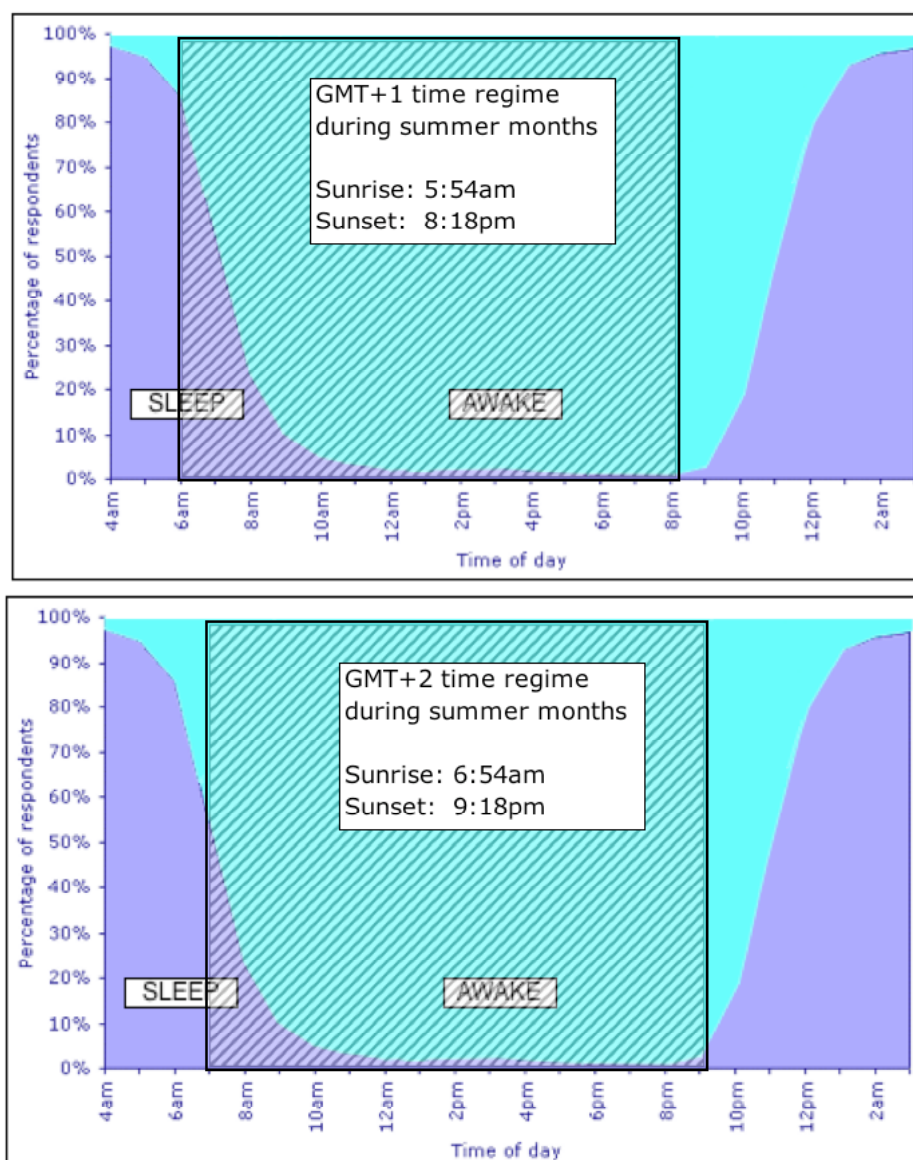 100%
90%
80%
70%
60%
50%
40%
30%
20%
10%
0%
Percentage of respondents
GMT+1 time regime
during summer months
Sunrise: 5:54am
Sunset: 8:18pm
SLEEP
AWAKE
4am
6am
8am
10am
12am
2pm
4pm
6pm
8pm
10pm
12pm
2am
Time of day
100%
90%
80%
70%
60%
50%
40%
30%
20%
10%
0%
Percentage of respondents
GMT+2 time regime
during summer months
Sunrise: 6:54am
Sunset: 9:18pm
SLEEP
AWAKE
4am
6am
8am
10am
12am
2pm
4pm
6pm
8pm
10pm
12pm
2am
Time of day